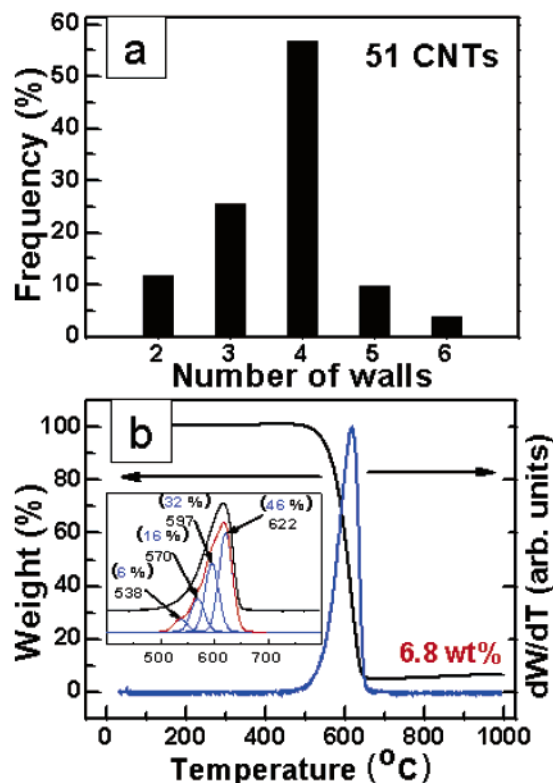 a
51 CNTs
Frequency (%)
60
50
40
30
20
10
0
2 3 4 5 6
Number of walls
b
Weight (%)
100
80
60
40
20
0
dW/dT (arb. units)
(32 %)
597
(46 %)
622
(16 %)
570
(6 %)
538
500 600 700
6.8 wt%
0 200 400 600 800 1000
Temperature (°C)